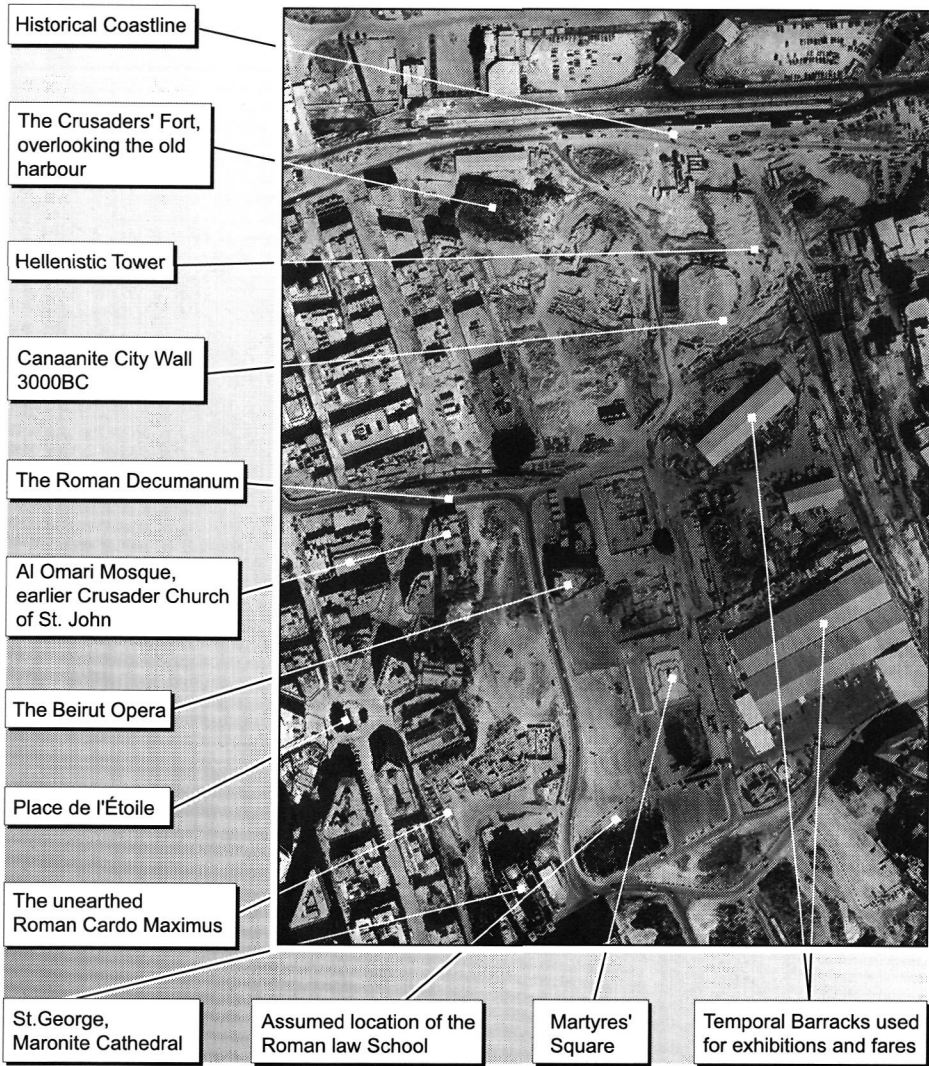 Historical Coastline
The Crusaders' Fort,
overlooking the old
harbour
Hellenistic Tower
Canaanite City Wall
3000BC
The Roman Decumanum
Al Omari Mosque,
earlier Crusader Church
of St. John
The Beirut Opera
Place de l'Étoile
The unearthed
Roman Cardo Maximus
St.George,
Maronite Cathedral
Assumed location of the
Roman law School
Martyres'
Square
Temporal Barracks used
for exhibitions and fares